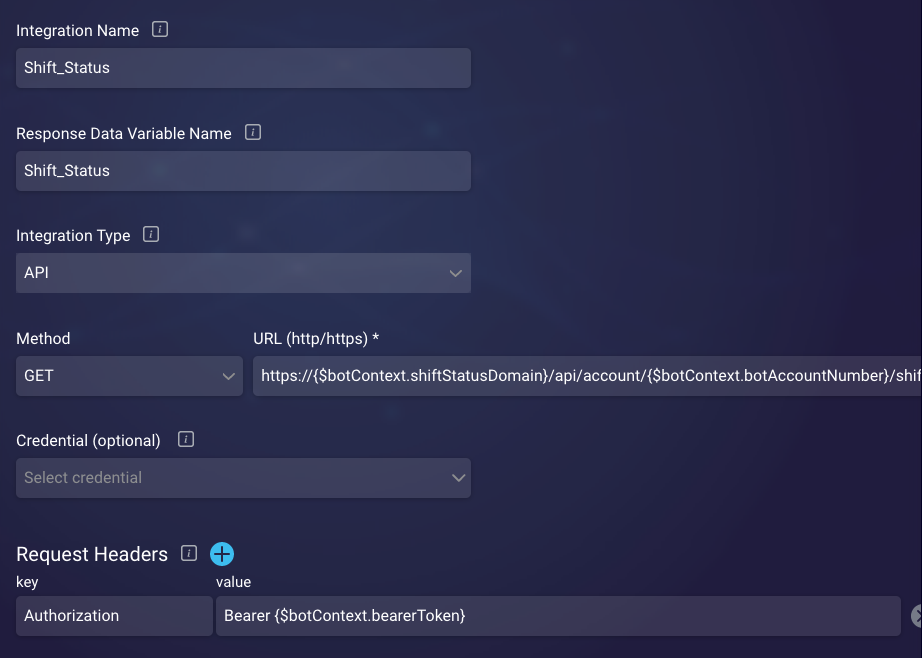 Integration Name
Shift_Status
Response Data Variable Name
Shift_Status
Integration Type
API
Method URL (http/https) *
GET https://{$botContext.shiftStatusDomain}/api/account/{$botContext.botAccountNumber}/shif
Credential (optional)
Select credential
Request Headers
key value
Authorization Bearer {$botContext.bearerToken}